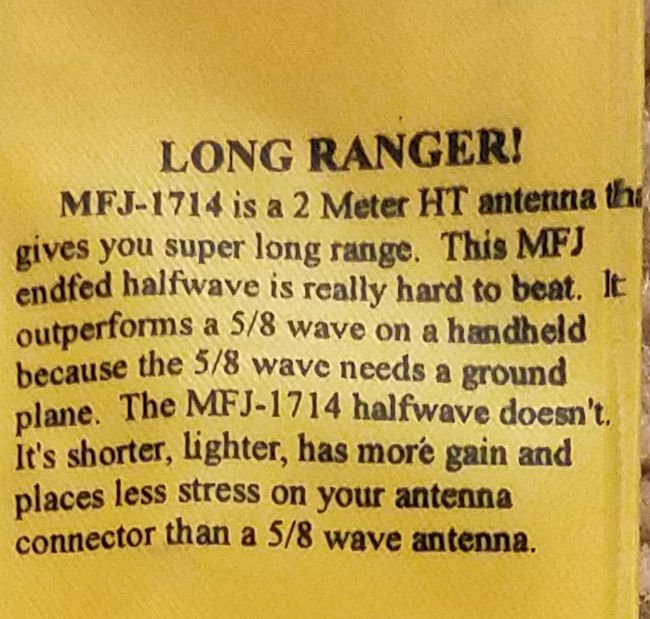 LONG RANGER!
MFJ-1714 is a 2 Meter HT antenna tha
gives you super long range. This MFJ
endfed halfwave is really hard to beat. It
outperforms a 5/8 wave on a handheld
because the 5/8 wave needs a ground
plane. The MFJ-1714 halfwave doesn't.
It's shorter, lighter, has more gain and
places less stress on your antenna
connector than a 5/8 wave antenna.